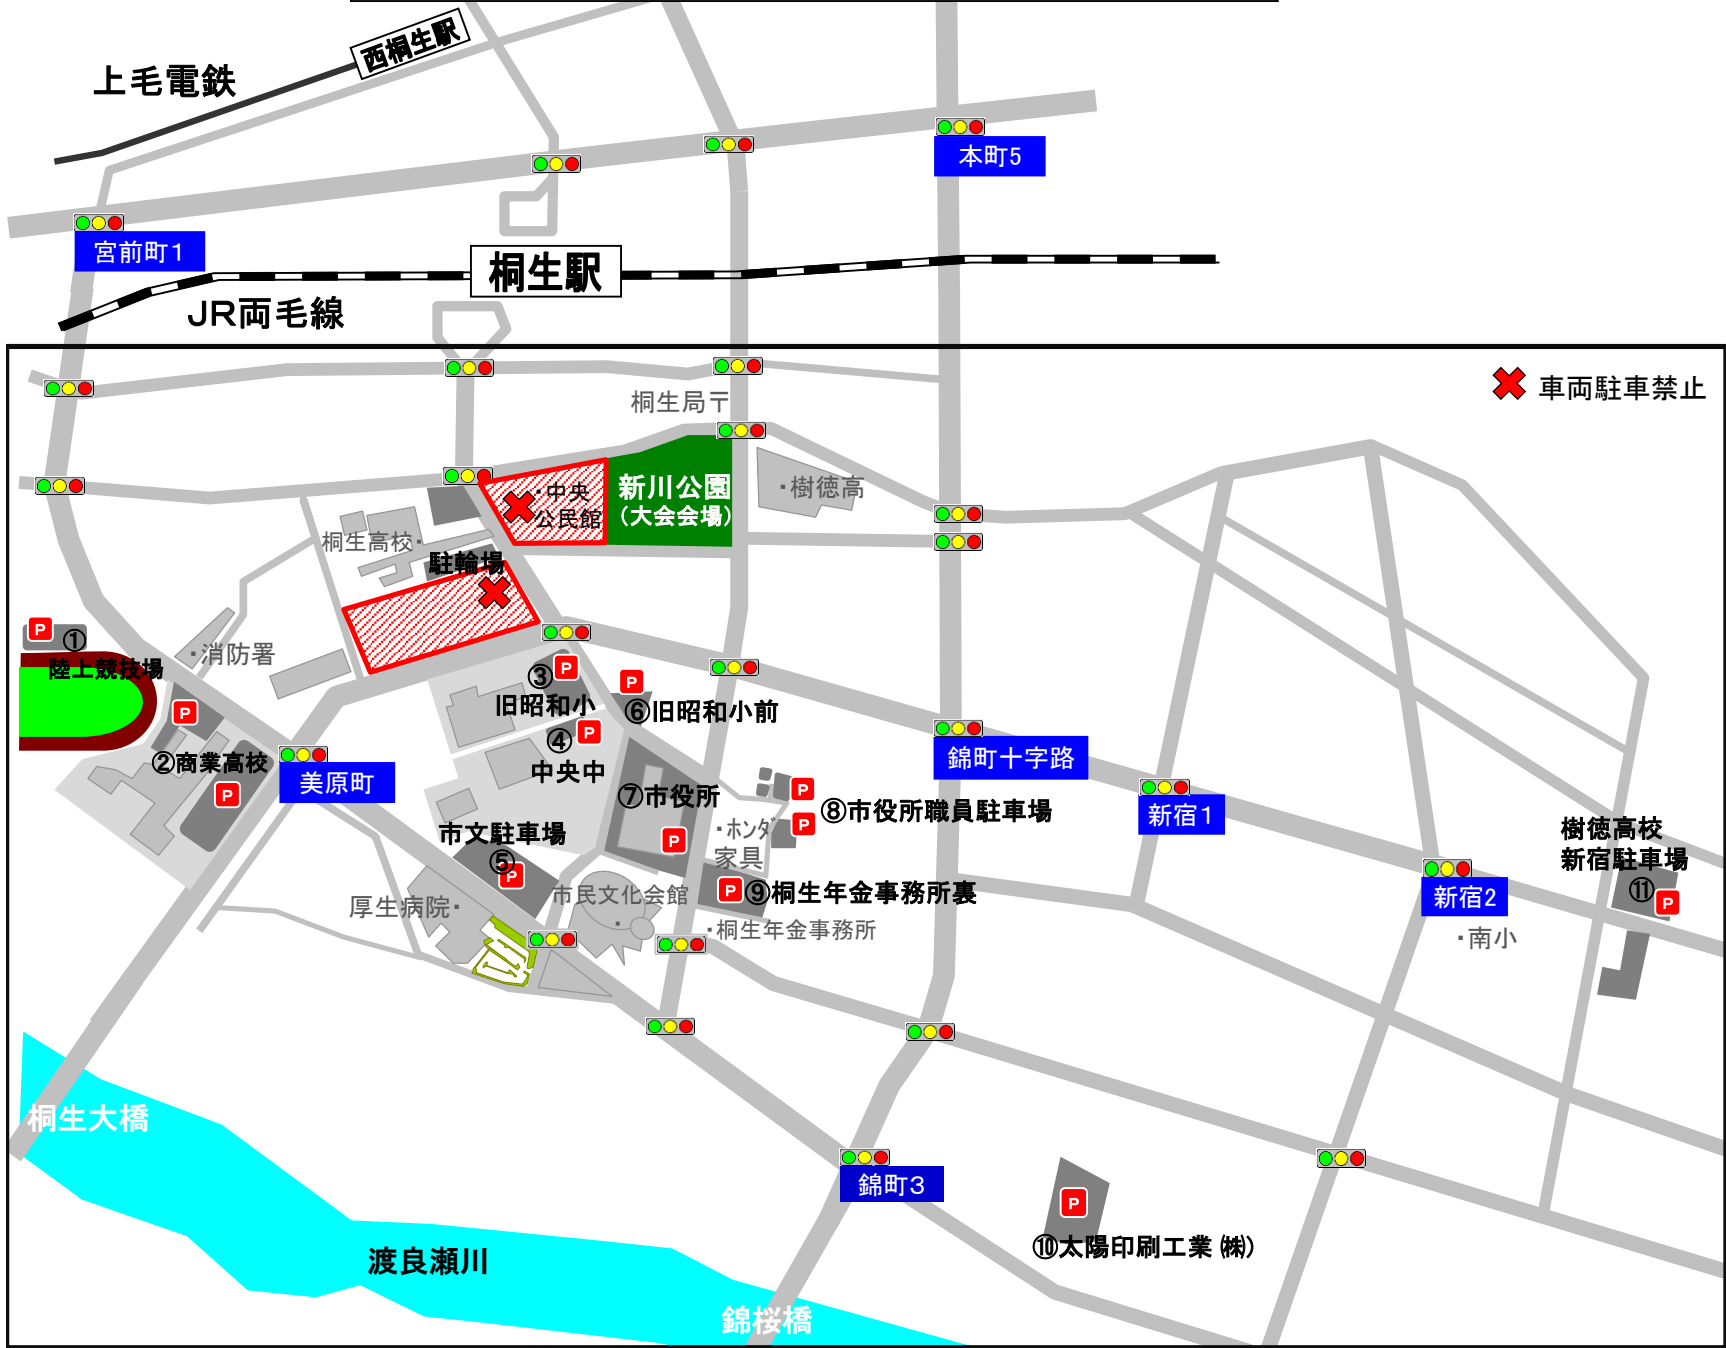 西桐生駅
上毛電鉄
本町5
宮前町1
桐生駅
JR両毛線
車両駐車禁止
桐生局〒
新川公園
(大会会場)
・中央
公民館
・樹徳高
桐生高校・
駐輪場
P
①
陸上競技場
・消防署
P
③
旧昭和小
P
⑥旧昭和小前
P
④
中央中
P
②商業高校
P
美原町
錦町十字路
⑦市役所
P
P
⑧市役所職員駐車場
P
新宿1
・ホンダ
家具
市文駐車場
⑤
P
樹徳高校
新宿駐車場
⑪
P
新宿2
・南小
厚生病院・
市民文化会館
・
P
⑨桐生年金事務所裏
・桐生年金事務所
桐生大橋
錦町3
P
⑩太陽印刷工業㈱
渡良瀬川
錦桜橋